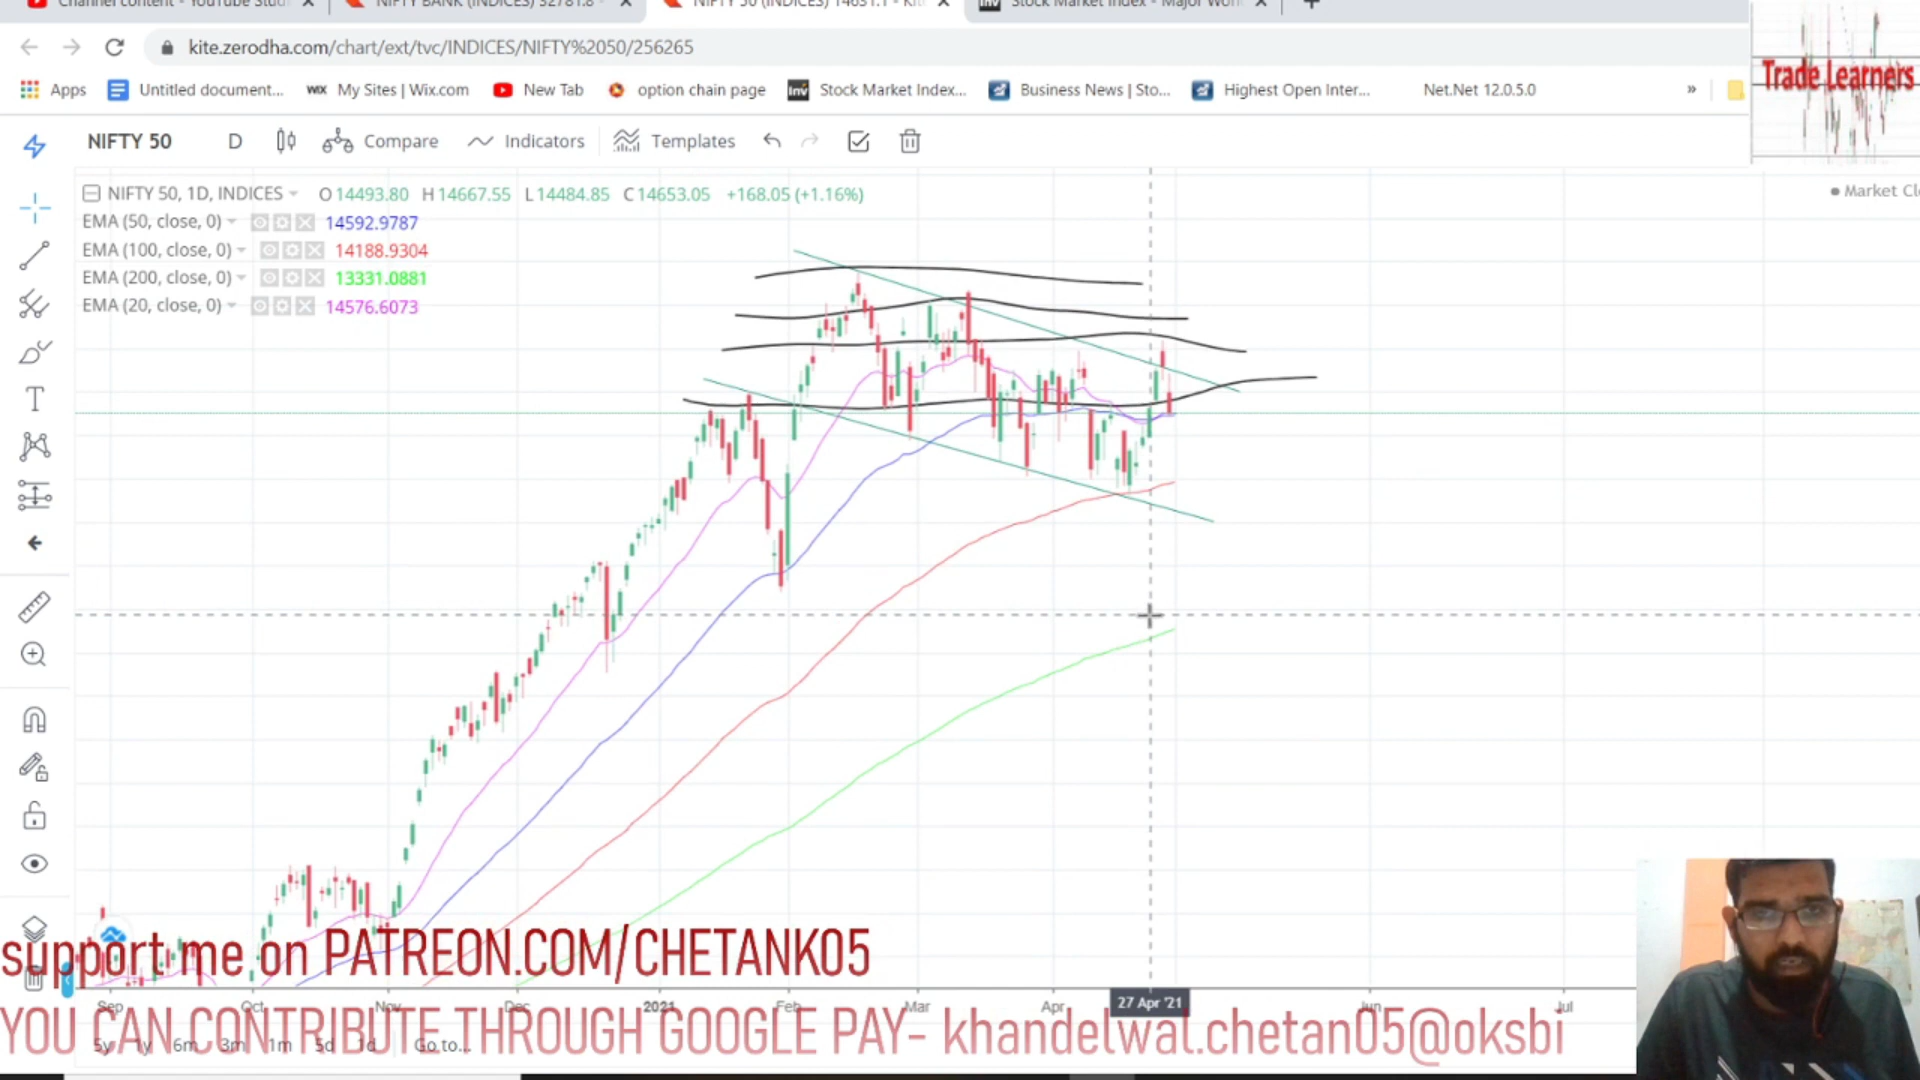 Channel content - YouTube Studi
NIFTY BANK (INDICES) 32781.8 -
NIFTY 50 (INDICES) 14631.1 - Kite
Stock Market Index - Major Worl
kite.zerodha.com/chart/ext/tvc/INDICES/NIFTY%2050/256265
Apps
Untitled document...
WIX My Sites | Wix.com
New Tab
option chain page
Inv Stock Market Index...
Business News | Sto...
Highest Open Inter...
Net.Net 12.0.5.0
»
Trade Learners
NIFTY 50
D
Compare
Indicators
Templates
NIFTY 50, 1D, INDICES O 14493.80 H 14667.55 L 14484.85 C 14653.05 +168.05 (+1.16%)
Market Cl
EMA (50, close, 0) 14592.9787
EMA (100, close, 0) 14188.9304
EMA (200, close, 0) 13331.0881
EMA (20, close, 0) 14576.6073
support me on PATREON.COM/CHETANK05
Sep Oct Nov Dec 2021 Feb Mar Apr 27 Apr '21 Jun Jul
YOU CAN CONTRIBUTE THROUGH GOOGLE PAY- khandelwal.chetan05@oksbi
5y 1y 6m 3m 1m 5d 1d Go to...